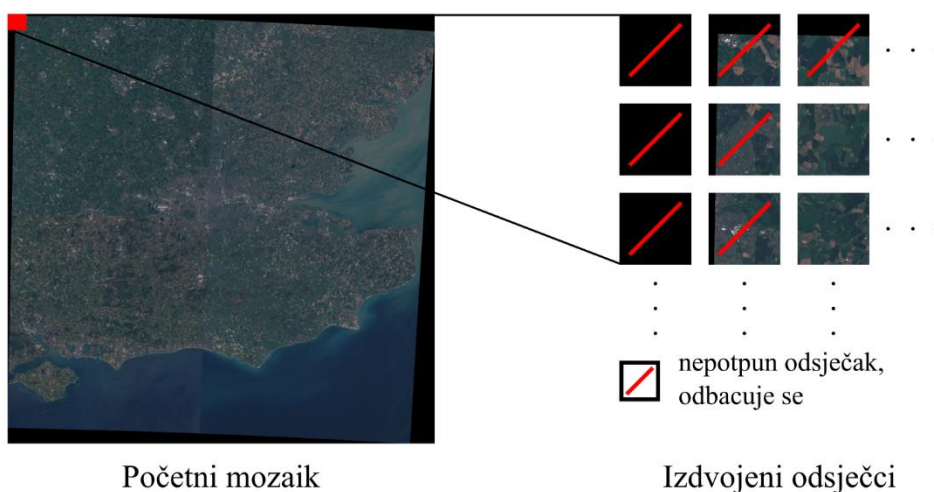 nepotpun odsječak,
odbacuje se
Početni mozaik
Izdvojeni odsječci